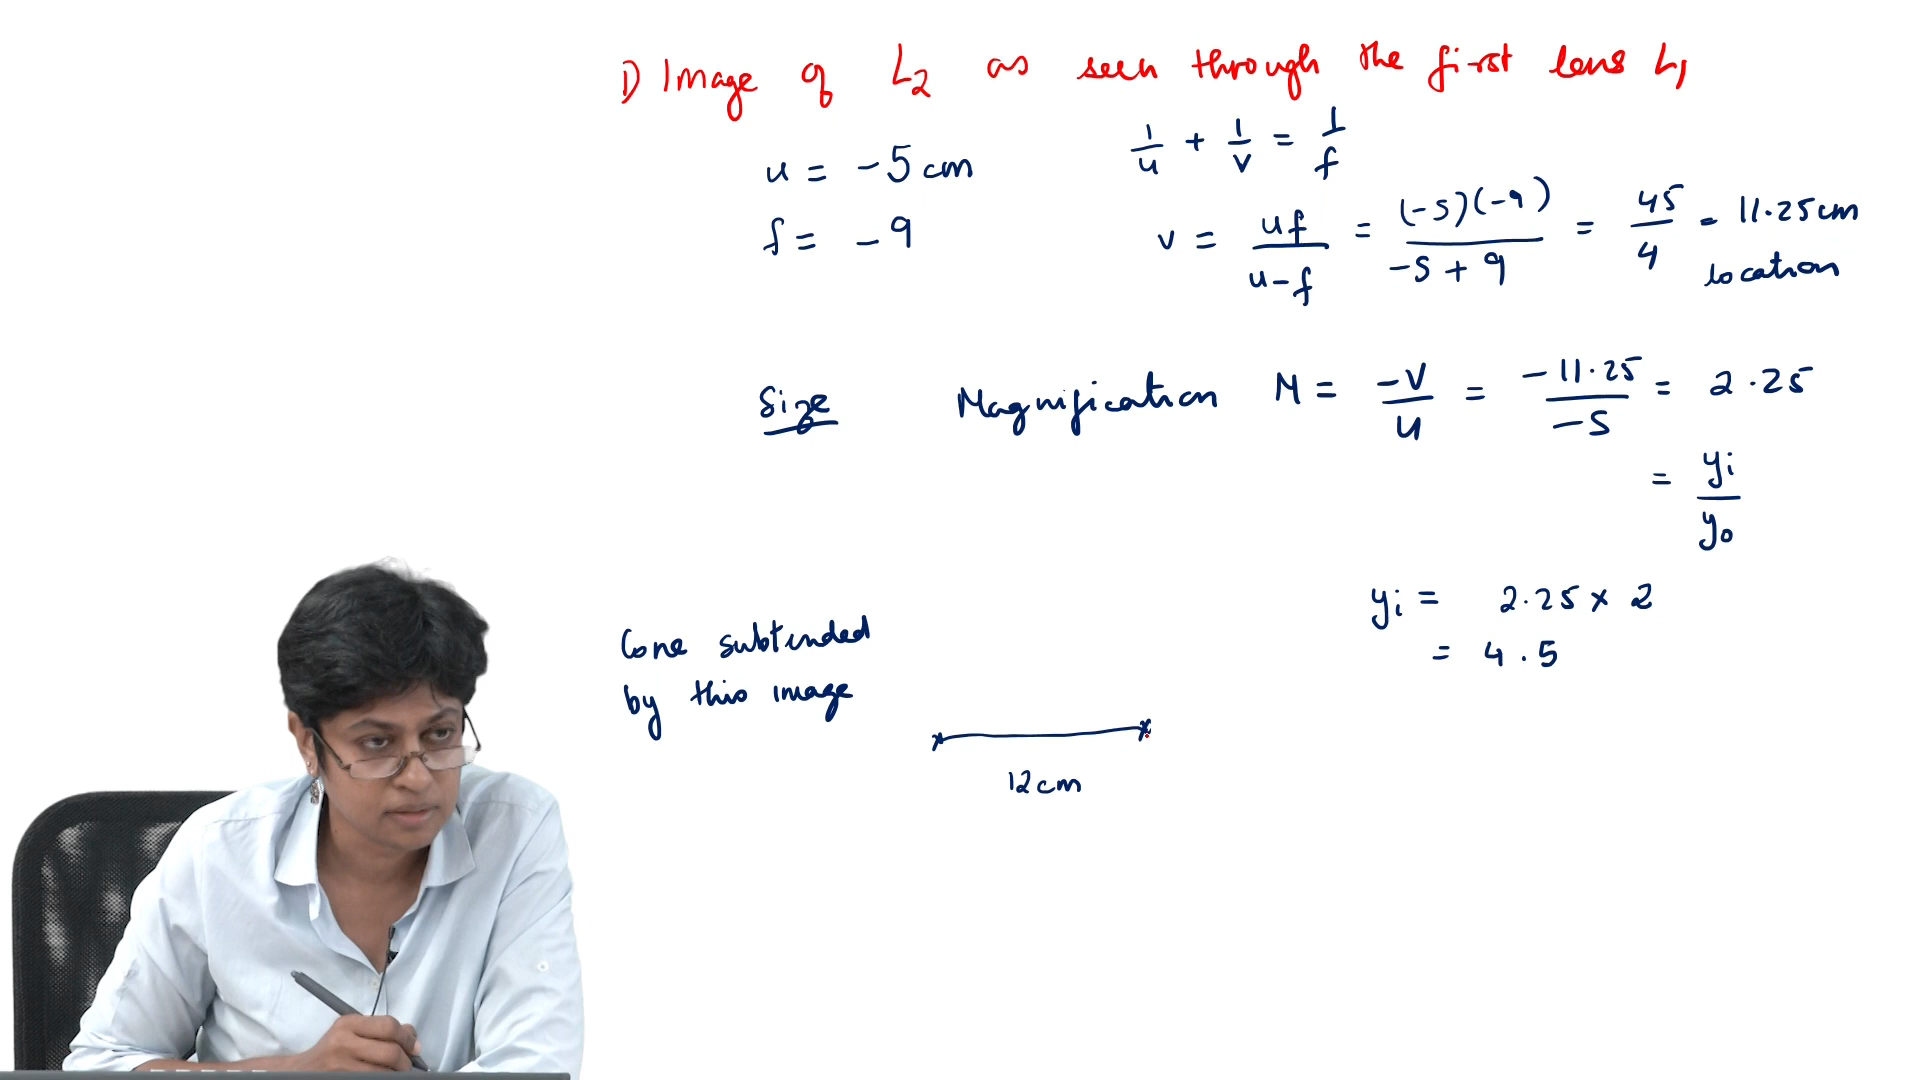 1) Image of L2 as seen through the first lens L1
u = -5 cm
1/u + 1/v = 1/f
f = -9
v = uf/(u-f) = (-5)(-9)/(-5+9) = 45/4 = 11.25cm
location
Size Magnification M = -v/u = -11.25/-5 = 2.25
= yi/yo
yi = 2.25 x 2
= 4.5
Cone subtended
by this image
12cm